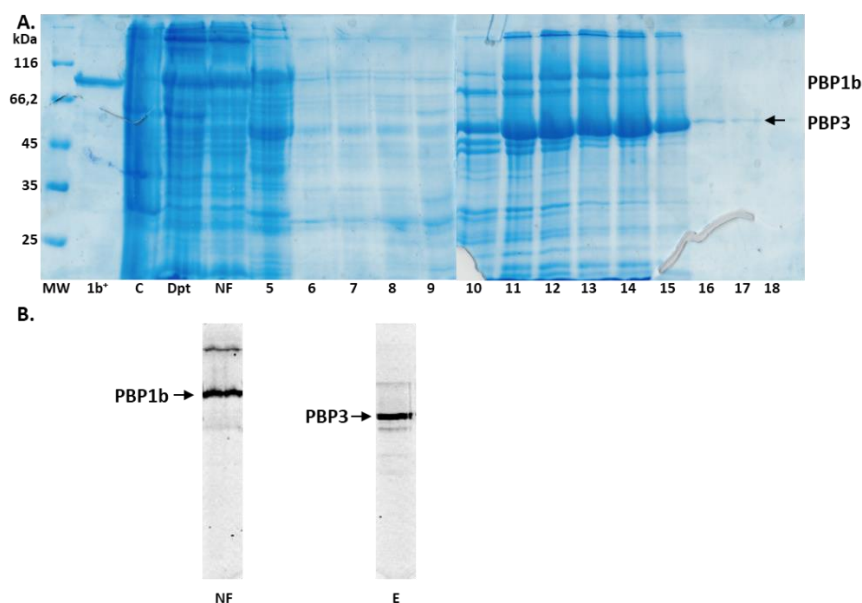 A.
kDa
116
66,2
45
35
25
PBP1b
PBP3
MW 1b⁺ C Dpt NF 5 6 7 8 9 10 11 12 13 14 15 16 17 18
B.
PBP1b
PBP3
NF E